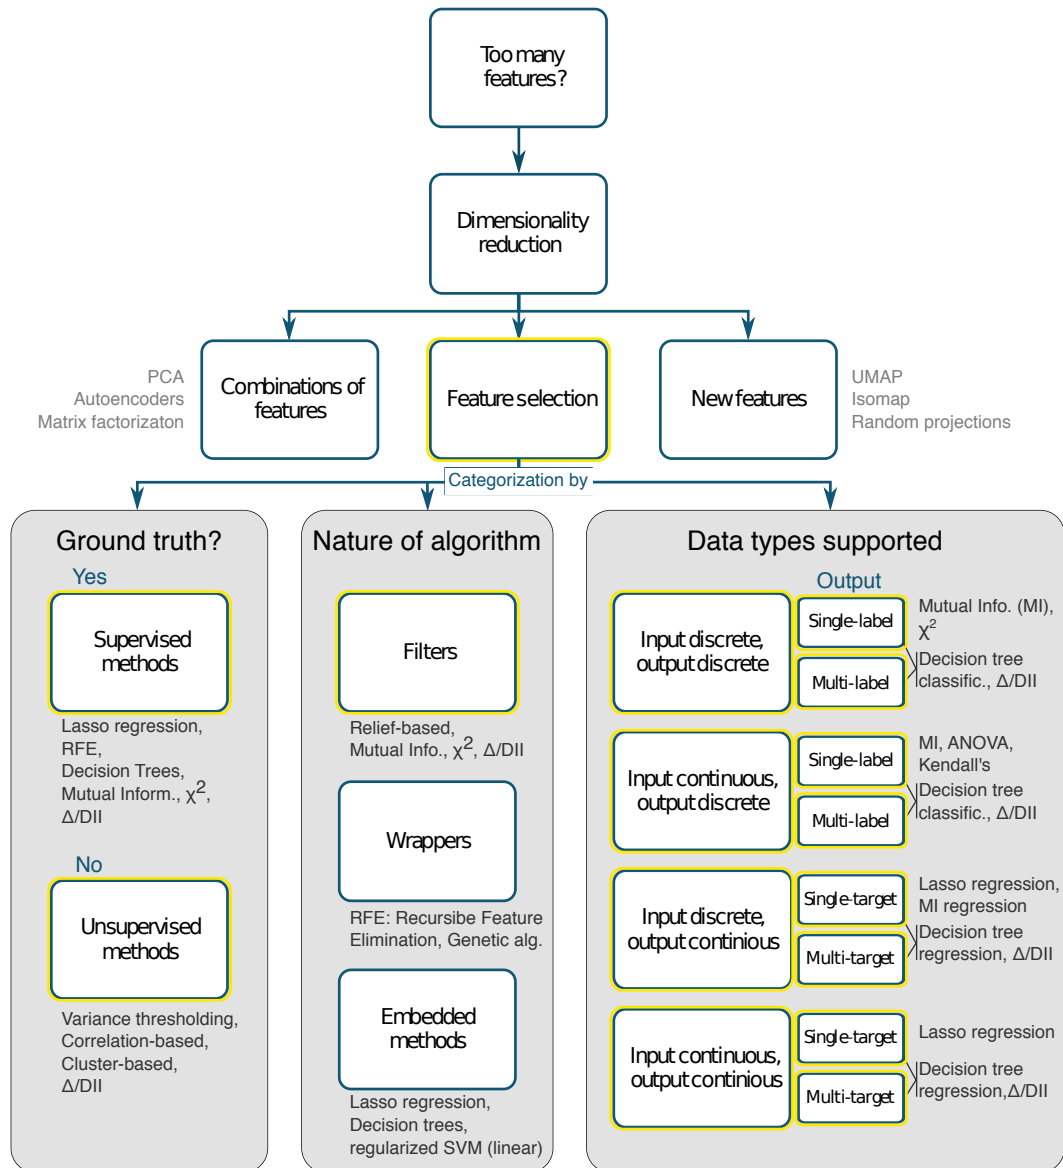 Too many
features?
Dimensionality
reduction
PCA
Autoencoders
Matrix factorizaton
Combinations of
features
Feature selection
New features
UMAP
Isomap
Random projections
Categorization by
Ground truth?
Yes
Supervised
methods
Lasso regression,
RFE,
Decision Trees,
Mutual Inform., χ²,
Δ/DII
No
Unsupervised
methods
Variance thresholding,
Correlation-based,
Cluster-based,
Δ/DII
Nature of algorithm
Filters
Relief-based,
Mutual Info., χ², Δ/DII
Wrappers
RFE: Recursibe Feature
Elimination, Genetic alg.
Embedded
methods
Lasso regression,
Decision trees,
regularized SVM (linear)
Data types supported
Output
Input discrete,
output discrete
Single-label
Multi-label
Mutual Info. (MI),
χ²
Decision tree
classific., Δ/DII
Input continuous,
output discrete
Single-label
Multi-label
MI, ANOVA,
Kendall's
Decision tree
classific., Δ/DII
Input discrete,
output continious
Single-target
Multi-target
Lasso regression,
MI regression
Decision tree
regression, Δ/DII
Input continuous,
output continious
Single-target
Multi-target
Lasso regression
Decision tree
regression,Δ/DII